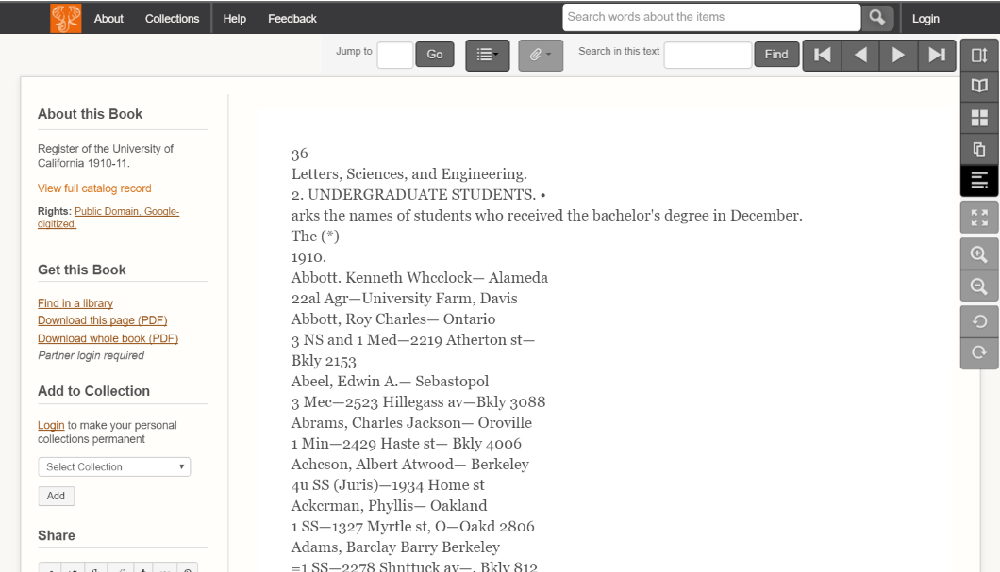 About
Collections
Help
Feedback
Search words about the items
Login
Jump to
Go
Search in this text
Find
About this Book
Register of the University of
California 1910-11.
View full catalog record
Rights: Public Domain, Google-
digitized.
Get this Book
Find in a library
Download this page (PDF)
Download whole book (PDF)
Partner login required
Add to Collection
Login to make your personal
collections permanent
Select Collection
Add
Share
36
Letters, Sciences, and Engineering.
2. UNDERGRADUATE STUDENTS. •
arks the names of students who received the bachelor's degree in December.
The (*)
1910.
Abbott. Kenneth Whcclock— Alameda
22al Agr—University Farm, Davis
Abbott, Roy Charles— Ontario
3 NS and 1 Med—2219 Atherton st—
Bkly 2153
Abeel, Edwin A.— Sebastopol
3 Mec—2523 Hillegass av—Bkly 3088
Abrams, Charles Jackson— Oroville
1 Min—2429 Haste st— Bkly 4006
Achcson, Albert Atwood— Berkeley
4u SS (Juris)—1934 Home st
Ackcrman, Phyllis— Oakland
1 SS—1327 Myrtle st, O—Oakd 2806
Adams, Barclay Barry Berkeley
=1 SS—2278 Shnttuck av—. Bkly 812